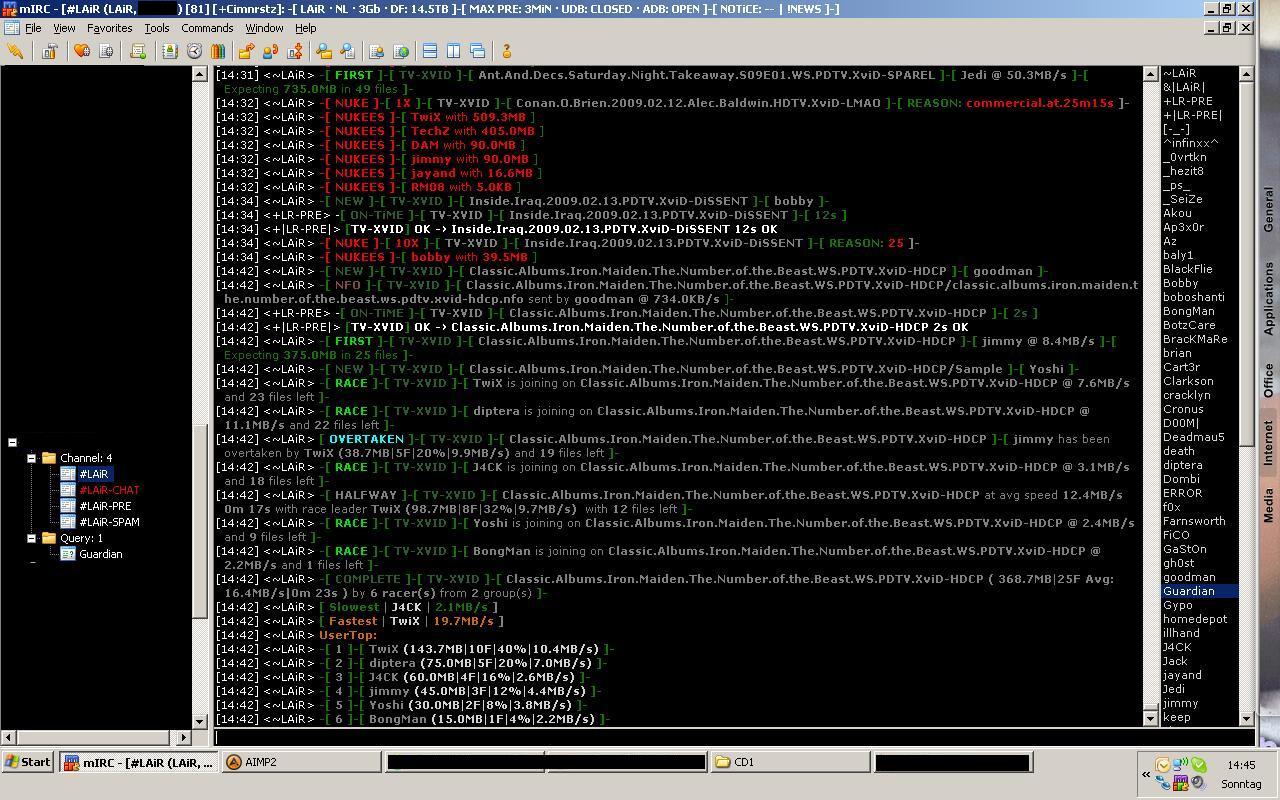 mIRC - [#LAiR (LAiR, ) [81] [+Cimnrstz]: -[ LAiR · NL · 3Gb · DF: 14.5TB ]-[ MAX PRE: 3MiN · UDB: CLOSED · ADB: OPEN ]-[ NOTiCE: -- | !NEWS ]-]
File View Favorites Tools Commands Window Help
[14:31] <~LAiR> -[ FIRST ]-[ TV-XVID ]-[ Ant.And.Decs.Saturday.Night.Takeaway.S09E01.WS.PDTV.XviD-SPAREL ]-[ Jedi @ 50.3MB/s ]-[
Expecting 735.0MB in 49 files ]-
[14:32] <~LAiR> -[ NUKE ]-[ 1X ]-[ TV-XVID ]-[ Conan.O.Brien.2009.02.12.Alec.Baldwin.HDTV.XviD-LMAO ]-[ REASON: commercial.at.25m15s ]-
[14:32] <~LAiR> -[ NUKEES ]-[ TwiX with 509.3MB ]
[14:32] <~LAiR> -[ NUKEES ]-[ TechZ with 405.0MB ]
[14:32] <~LAiR> -[ NUKEES ]-[ DAM with 90.0MB ]
[14:32] <~LAiR> -[ NUKEES ]-[ jimmy with 90.0MB ]
[14:32] <~LAiR> -[ NUKEES ]-[ jayand with 16.6MB ]
[14:32] <~LAiR> -[ NUKEES ]-[ RM08 with 5.0KB ]
[14:34] <~LAiR> -[ NEW ]-[ TV-XVID ]-[ Inside.Iraq.2009.02.13.PDTV.XviD-DiSSENT ]-[ bobby ]-
[14:34] <+LR-PRE> -[ ON-TiME ]-[ TV-XVID ]-[ Inside.Iraq.2009.02.13.PDTV.XviD-DiSSENT ]-[ 12s ]
[14:34] <+|LR-PRE|> [TV-XVID] OK -> Inside.Iraq.2009.02.13.PDTV.XviD-DiSSENT 12s OK
[14:34] <~LAiR> -[ NUKE ]-[ 10X ]-[ TV-XVID ]-[ Inside.Iraq.2009.02.13.PDTV.XviD-DiSSENT ]-[ REASON: 25 ]-
[14:34] <~LAiR> -[ NUKEES ]-[ bobby with 39.5MB ]
[14:42] <~LAiR> -[ NEW ]-[ TV-XVID ]-[ Classic.Albums.Iron.Maiden.The.Number.of.the.Beast.WS.PDTV.XviD-HDCP ]-[ goodman ]-
[14:42] <~LAiR> -[ NFO ]-[ TV-XVID ]-[ Classic.Albums.Iron.Maiden.The.Number.of.the.Beast.WS.PDTV.XviD-HDCP/classic.albums.iron.maiden.t
he.number.of.the.beast.ws.pdtv.xvid-hdcp.nfo sent by goodman @ 734.0KB/s ]-
[14:42] <+LR-PRE> -[ ON-TiME ]-[ TV-XVID ]-[ Classic.Albums.Iron.Maiden.The.Number.of.the.Beast.WS.PDTV.XviD-HDCP ]-[ 2s ]
[14:42] <+|LR-PRE|> [TV-XVID] OK -> Classic.Albums.Iron.Maiden.The.Number.of.the.Beast.WS.PDTV.XviD-HDCP 2s OK
[14:42] <~LAiR> -[ FIRST ]-[ TV-XVID ]-[ Classic.Albums.Iron.Maiden.The.Number.of.the.Beast.WS.PDTV.XviD-HDCP ]-[ jimmy @ 8.4MB/s ]-[
Expecting 375.0MB in 25 files ]-
[14:42] <~LAiR> -[ NEW ]-[ TV-XVID ]-[ Classic.Albums.Iron.Maiden.The.Number.of.the.Beast.WS.PDTV.XviD-HDCP/Sample ]-[ Yoshi ]-
[14:42] <~LAiR> -[ RACE ]-[ TV-XVID ]-[ TwiX is joining on Classic.Albums.Iron.Maiden.The.Number.of.the.Beast.WS.PDTV.XviD-HDCP @ 7.6MB/s
and 23 files left ]-
[14:42] <~LAiR> -[ RACE ]-[ TV-XVID ]-[ diptera is joining on Classic.Albums.Iron.Maiden.The.Number.of.the.Beast.WS.PDTV.XviD-HDCP @
11.1MB/s and 22 files left ]-
[14:42] <~LAiR> -[ OVERTAKEN ]-[ TV-XVID ]-[ Classic.Albums.Iron.Maiden.The.Number.of.the.Beast.WS.PDTV.XviD-HDCP ]-[ jimmy has been
overtaken by TwiX (38.7MB|5F|20%|9.9MB/s) and 19 files left ]-
[14:42] <~LAiR> -[ RACE ]-[ TV-XVID ]-[ J4CK is joining on Classic.Albums.Iron.Maiden.The.Number.of.the.Beast.WS.PDTV.XviD-HDCP @ 3.1MB/s
and 18 files left ]-
[14:42] <~LAiR> -[ HALFWAY ]-[ TV-XVID ]-[ Classic.Albums.Iron.Maiden.The.Number.of.the.Beast.WS.PDTV.XviD-HDCP at avg speed 12.4MB/s
0m 17s with race leader TwiX (98.7MB|8F|32%|9.7MB/s) with 12 files left ]-
[14:42] <~LAiR> -[ RACE ]-[ TV-XVID ]-[ Yoshi is joining on Classic.Albums.Iron.Maiden.The.Number.of.the.Beast.WS.PDTV.XviD-HDCP @ 2.4MB/s
and 9 files left ]-
[14:42] <~LAiR> -[ RACE ]-[ TV-XVID ]-[ BongMan is joining on Classic.Albums.Iron.Maiden.The.Number.of.the.Beast.WS.PDTV.XviD-HDCP @
2.2MB/s and 1 files left ]-
[14:42] <~LAiR> -[ COMPLETE ]-[ TV-XVID ]-[ Classic.Albums.Iron.Maiden.The.Number.of.the.Beast.WS.PDTV.XviD-HDCP ( 368.7MB|25F Avg:
16.4MB/s|0m 23s ) by 6 racer(s) from 2 group(s) ]-
[14:42] <~LAiR> [ Slowest | J4CK | 2.1MB/s ]
[14:42] <~LAiR> [ Fastest | TwiX | 19.7MB/s ]
[14:42] <~LAiR> UserTop:
[14:42] <~LAiR> -[ 1 ]-[ TwiX (143.7MB|10F|40%|10.4MB/s) ]-
[14:42] <~LAiR> -[ 2 ]-[ diptera (75.0MB|5F|20%|7.0MB/s) ]-
[14:42] <~LAiR> -[ 3 ]-[ J4CK (60.0MB|4F|16%|2.6MB/s) ]-
[14:42] <~LAiR> -[ 4 ]-[ jimmy (45.0MB|3F|12%|4.4MB/s) ]-
[14:42] <~LAiR> -[ 5 ]-[ Yoshi (30.0MB|2F|8%|3.8MB/s) ]-
[14:42] <~LAiR> -[ 6 ]-[ BongMan (15.0MB|1F|4%|2.2MB/s) ]-
Channel: 4
#LAiR
#LAiR-CHAT
#LAiR-PRE
#LAiR-SPAM
Query: 1
Guardian
~LAiR
&|LAiR|
+LR-PRE
+|LR-PRE|
[-_-]
^infinxx^
_0vrtkn
_hezit8
_ps_
_SeiZe
Akou
Ap3x0r
Az
baly1
BlackFlie
Bobby
boboshanti
BongMan
BotzCare
BracKMaRe
brian
Cart3r
Clarkson
cracklyn
Cronus
D00M|
Deadmau5
death
diptera
Dombi
ERROR
f0x
Farnsworth
FiCO
GaStOn
gh0st
goodman
Guardian
Gypo
homedepot
illhand
J4CK
Jack
jayand
Jedi
jimmy
keep
General
Applications
Office
Internet
Media
Start
mIRC - [#LAiR (LAiR, ...
AIMP2
CD1
14:45
Sonntag